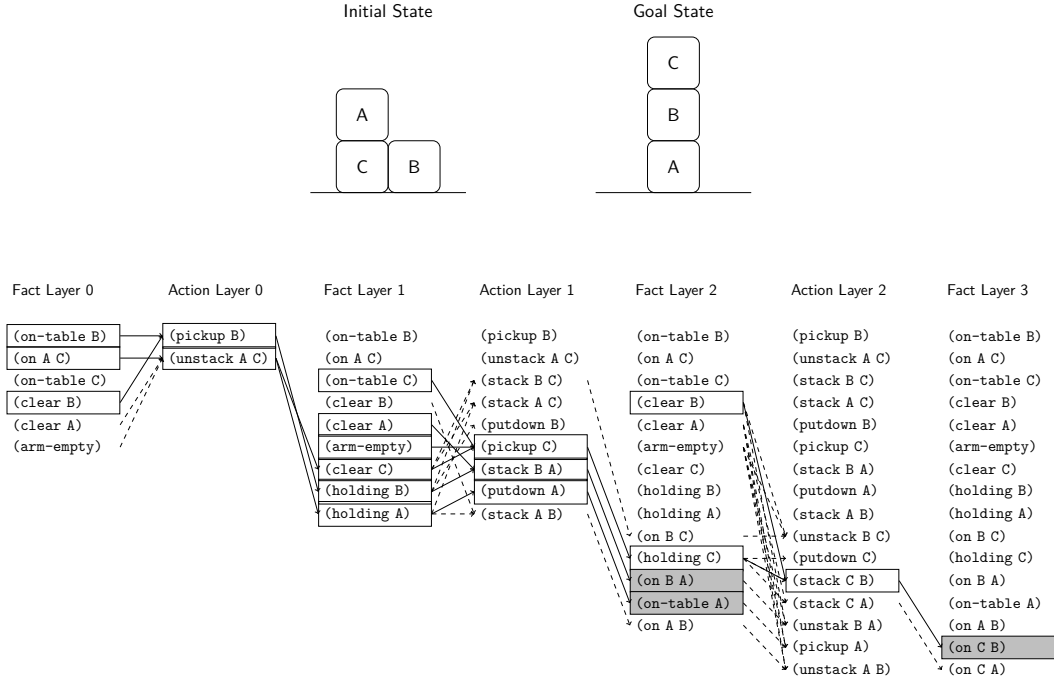 Initial State
Goal State
A
C
B
C
B
A
Fact Layer 0
(on-table B)
(on A C)
(on-table C)
(clear B)
(clear A)
(arm-empty)
Action Layer 0
(pickup B)
(unstack A C)
Fact Layer 1
(on-table B)
(on A C)
(on-table C)
(clear B)
(clear A)
(arm-empty)
(clear C)
(holding B)
(holding A)
Action Layer 1
(pickup B)
(unstack A C)
(stack B C)
(stack A C)
(putdown B)
(pickup C)
(stack B A)
(putdown A)
(stack A B)
Fact Layer 2
(on-table B)
(on A C)
(on-table C)
(clear B)
(clear A)
(arm-empty)
(clear C)
(holding B)
(holding A)
(on B C)
(holding C)
(on B A)
(on-table A)
(on A B)
Action Layer 2
(pickup B)
(unstack A C)
(stack B C)
(stack A C)
(putdown B)
(pickup C)
(stack B A)
(putdown A)
(stack A B)
(unstack B C)
(putdown C)
(stack C B)
(stack C A)
(unstak B A)
(pickup A)
(unstack A B)
Fact Layer 3
(on-table B)
(on A C)
(on-table C)
(clear B)
(clear A)
(arm-empty)
(clear C)
(holding B)
(holding A)
(on B C)
(holding C)
(on B A)
(on-table A)
(on A B)
(on C B)
(on C A)